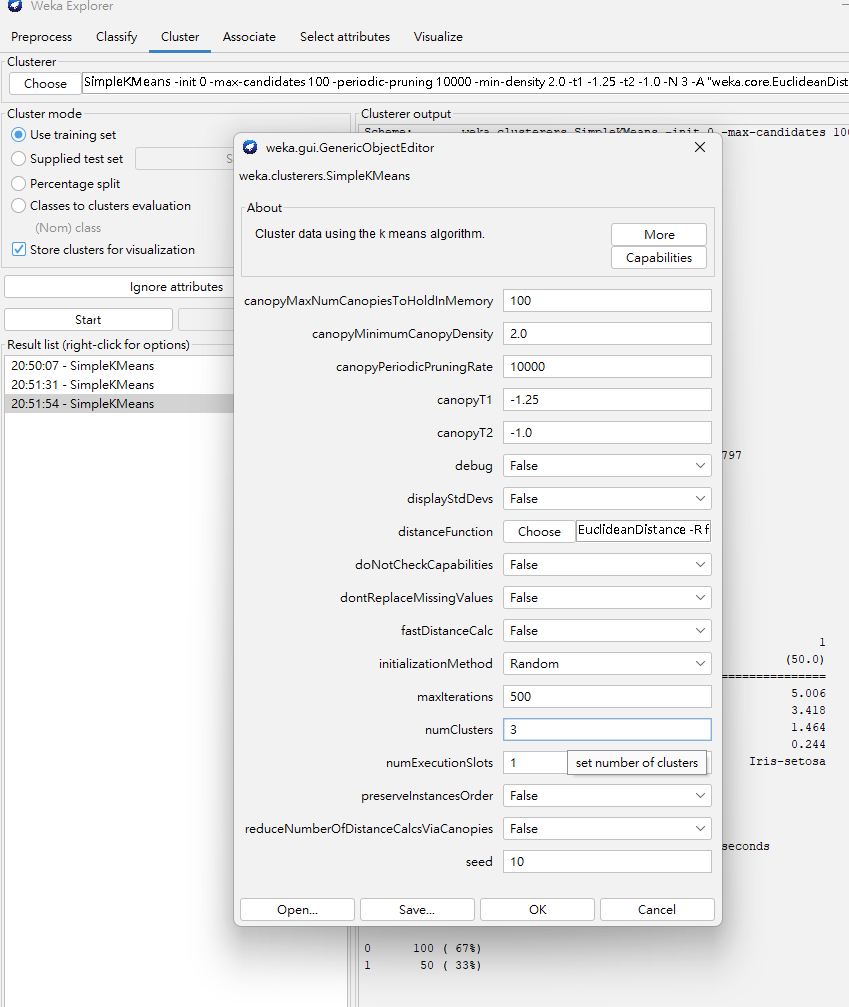 Weka Explorer
Preprocess Classify Cluster Associate Select attributes Visualize
Clusterer
Choose SimpleKMeans -init 0 -max-candidates 100 -periodic-pruning 10000 -min-density 2.0 -t1 -1.25 -t2 -1.0 -N 3 -A "weka.core.EuclideanDist
Cluster mode
Use training set
Supplied test set S
Percentage split
Classes to clusters evaluation
(Nom) class
Store clusters for visualization
Ignore attributes
Start
Result list (right-click for options)
20:50:07 - SimpleKMeans
20:51:31 - SimpleKMeans
20:51:54 - SimpleKMeans
Clusterer output
Scheme: weka.clusterers.SimpleKMeans -init 0 -max-candidates 100
weka.gui.GenericObjectEditor
weka.clusterers.SimpleKMeans
About
Cluster data using the k means algorithm.
More
Capabilities
canopyMaxNumCanopiesToHoldInMemory 100
canopyMinimumCanopyDensity 2.0
canopyPeriodicPruningRate 10000
canopyT1 -1.25
canopyT2 -1.0
debug False
displayStdDevs False
distanceFunction Choose EuclideanDistance -R f
doNotCheckCapabilities False
dontReplaceMissingValues False
fastDistanceCalc False
initializationMethod Random
maxIterations 500
numClusters 3
numExecutionSlots 1
set number of clusters
preserveInstancesOrder False
reduceNumberOfDistanceCalcsViaCanopies False
seed 10
Open... Save... OK Cancel
797
1
(50.0)
===============
5.006
3.418
1.464
0.244
Iris-setosa
seconds
0 100 ( 67%)
1 50 ( 33%)